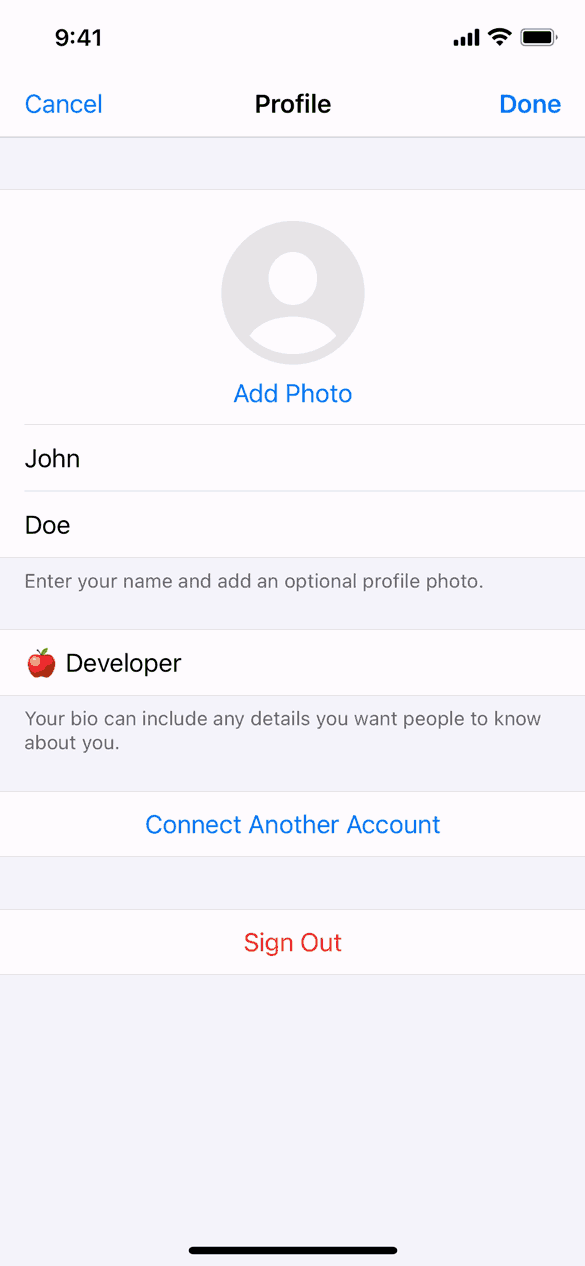 9:41
Cancel
Profile
Done
Add Photo
John
Doe
Enter your name and add an optional profile photo.
🍎 Developer
Your bio can include any details you want people to know
about you.
Connect Another Account
Sign Out